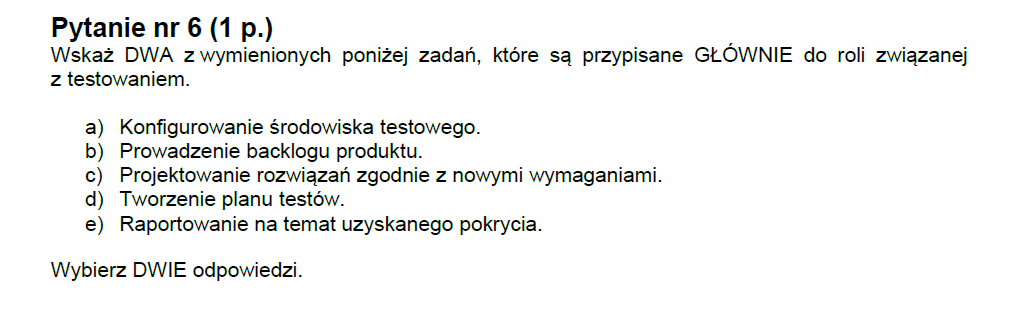 Pytanie nr 6 (1 p.)
Wskaż DWA z wymienionych poniżej zadań, które są przypisane GŁÓWNIE do roli związanej
z testowaniem.
a) Konfigurowanie środowiska testowego.
b) Prowadzenie backlogu produktu.
c) Projektowanie rozwiązań zgodnie z nowymi wymaganiami.
d) Tworzenie planu testów.
e) Raportowanie na temat uzyskanego pokrycia.
Wybierz DWIE odpowiedzi.